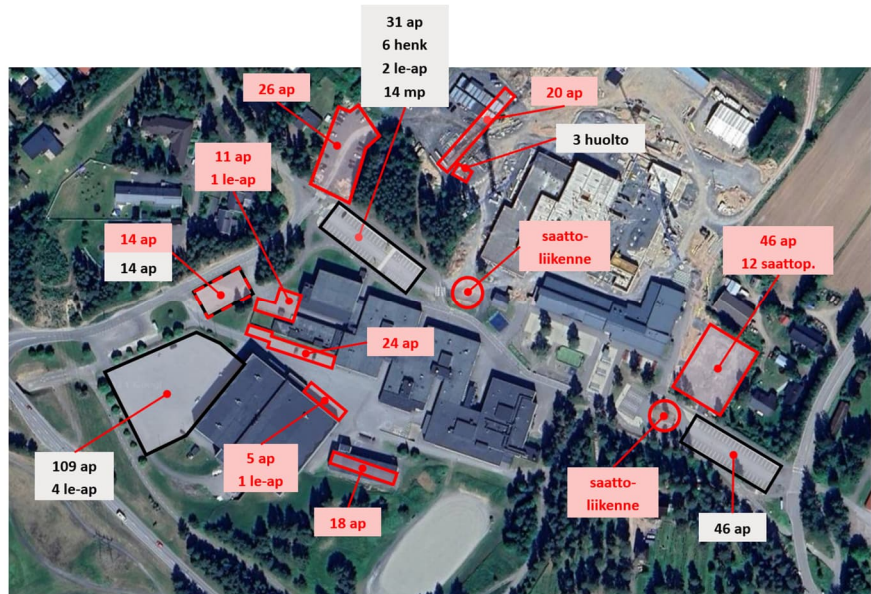 31 ap
6 henk
2 le-ap
14 mp
26 ap
20 ap
3 huolto
11 ap
1 le-ap
14 ap
14 ap
saatto-
liikenne
46 ap
12 saattop.
24 ap
109 ap
4 le-ap
5 ap
1 le-ap
18 ap
saatto-
liikenne
46 ap